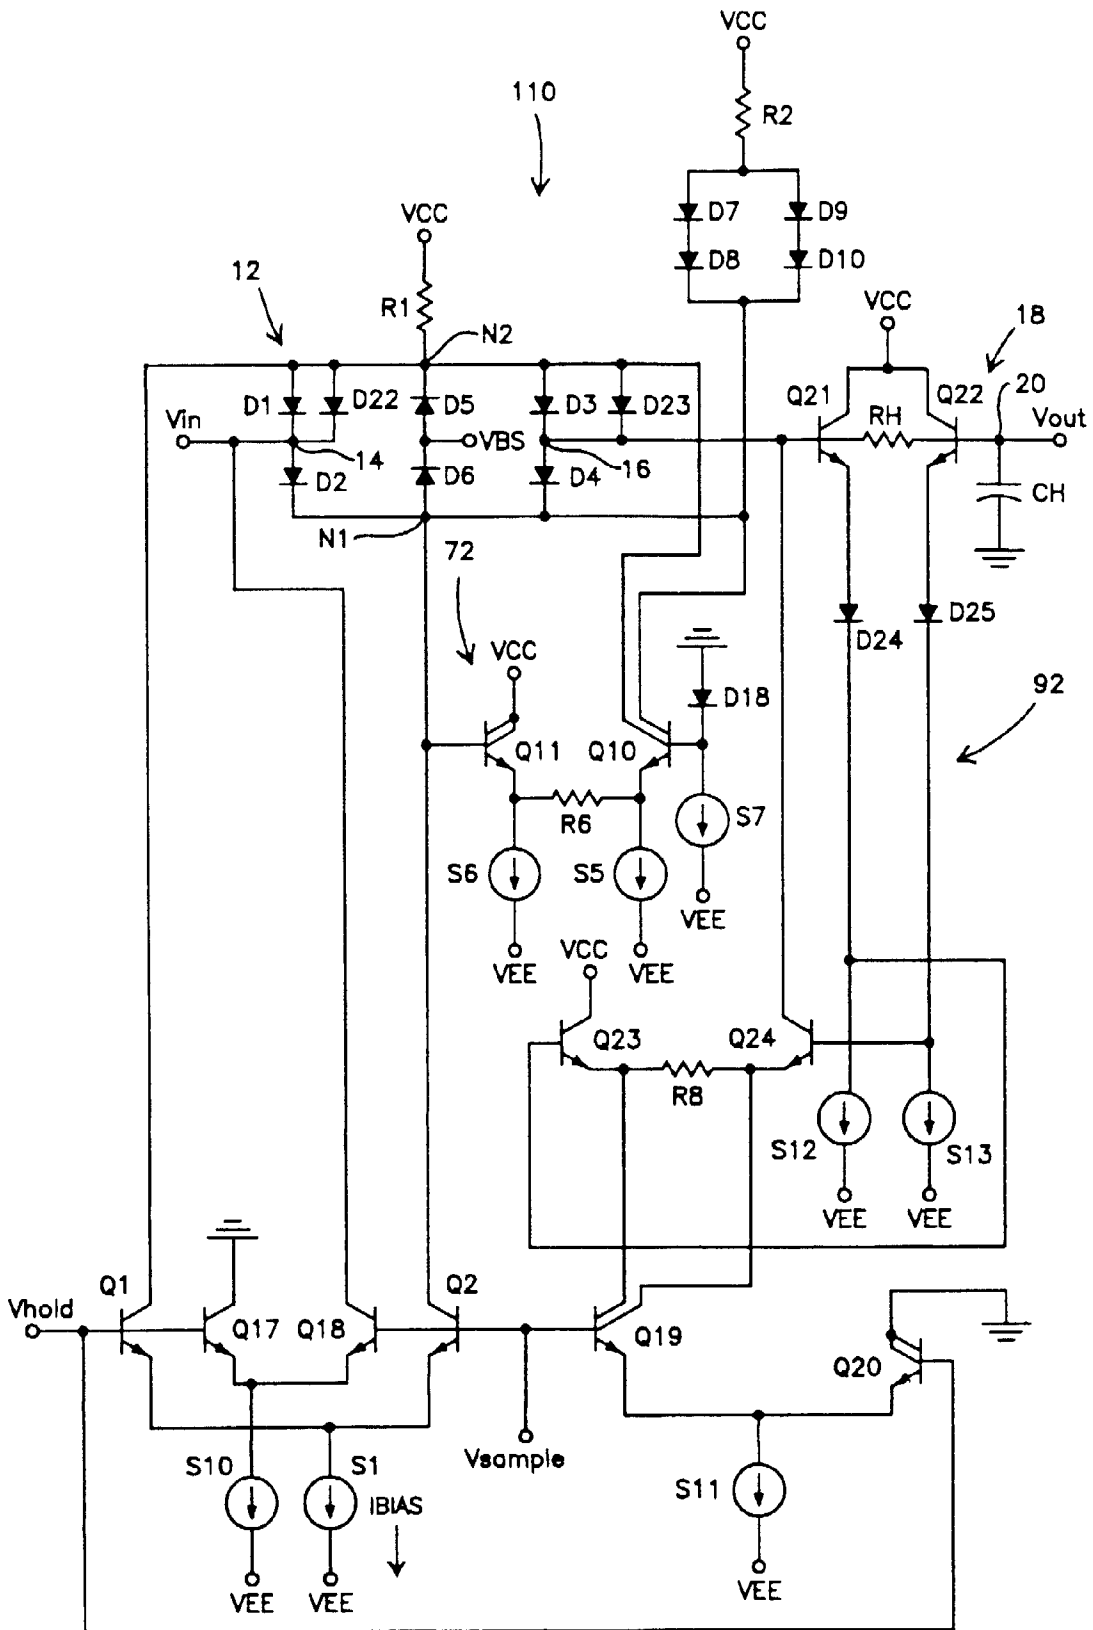 VCC
110
R2
VCC
D7
D9
D8
D10
12
R1
N2
VCC
18
Q21
Q22
20
D1
D22
D5
D3
D23
RH
Vout
Vin
VBS
14
16
D2
D6
D4
CH
N1
72
VCC
D24
D25
D18
92
Q11
Q10
R6
S7
S6
S5
VEE
VCC
VEE
VEE
Q23
Q24
R8
S12
S13
VEE
VEE
Q1
Q2
Vhold
Q17
Q18
Q19
Q20
Vsample
S10
S1
IBIAS
S11
VEE
VEE
VEE